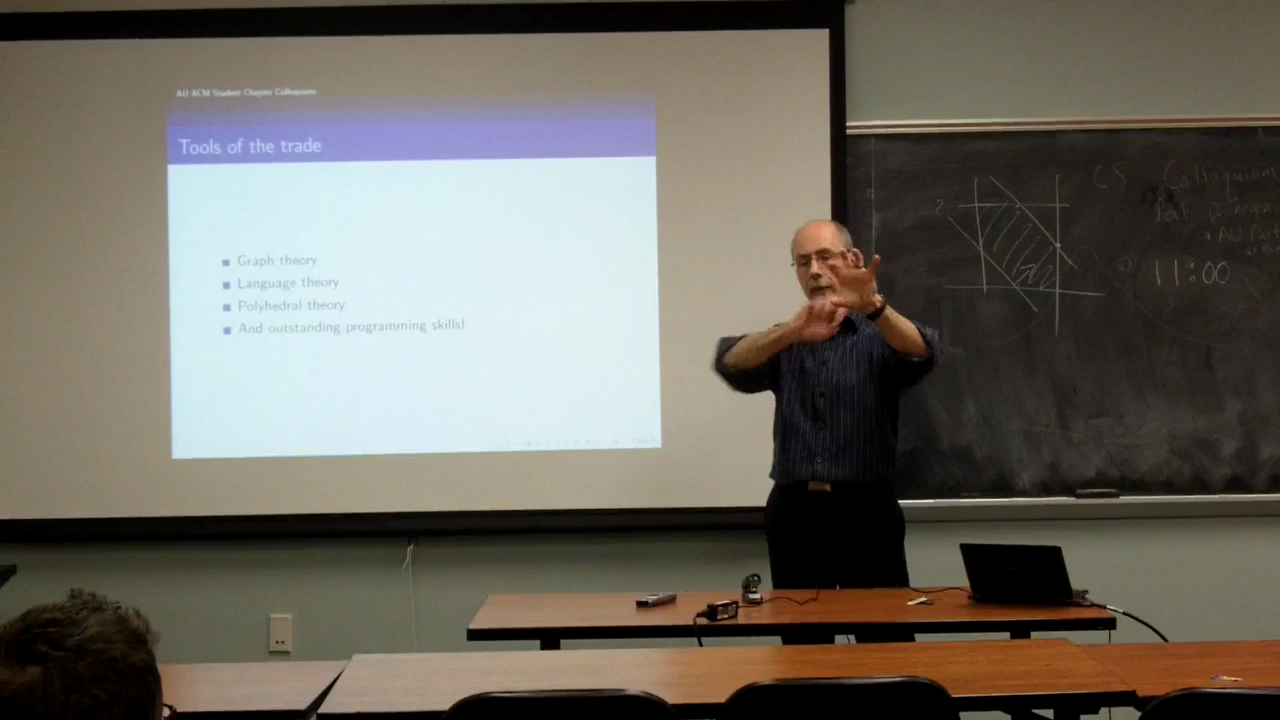 AU ACM Student Chapter Colloquium
Tools of the trade
Graph theory
Language theory
Polyhedral theory
And outstanding programming skills!
2
CS Colloquium
11:00